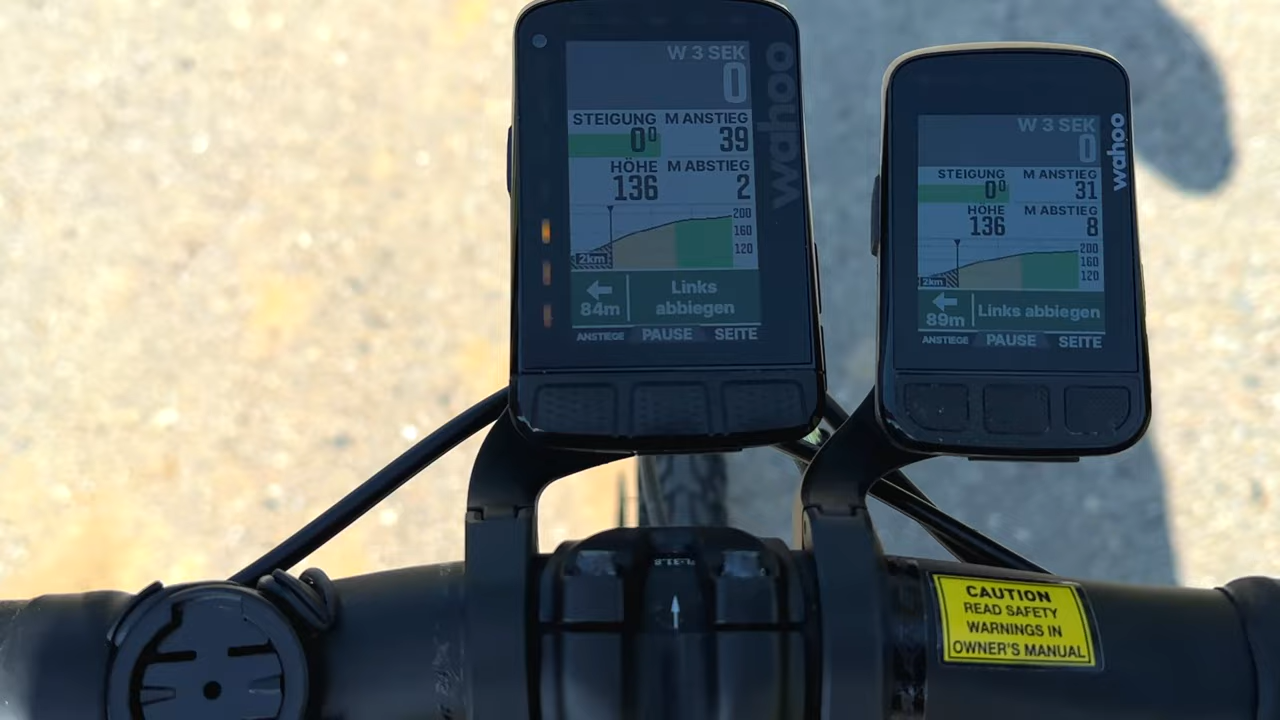 W 3 SEK
0
STEIGUNG M ANSTIEG
0° 39
HÖHE M ABSTIEG
136 2
200
160
120
2km
Links
abbiegen
84m
ANSTIEGE PAUSE SEITE
wahoo
W 3 SEK
0
STEIGUNG M ANSTIEG
0° 31
HÖHE M ABSTIEG
136 8
200
160
120
2km
Links abbiegen
89m
ANSTIEGE PAUSE SEITE
wahoo
CAUTION
READ SAFETY
WARNINGS IN
OWNER'S MANUAL